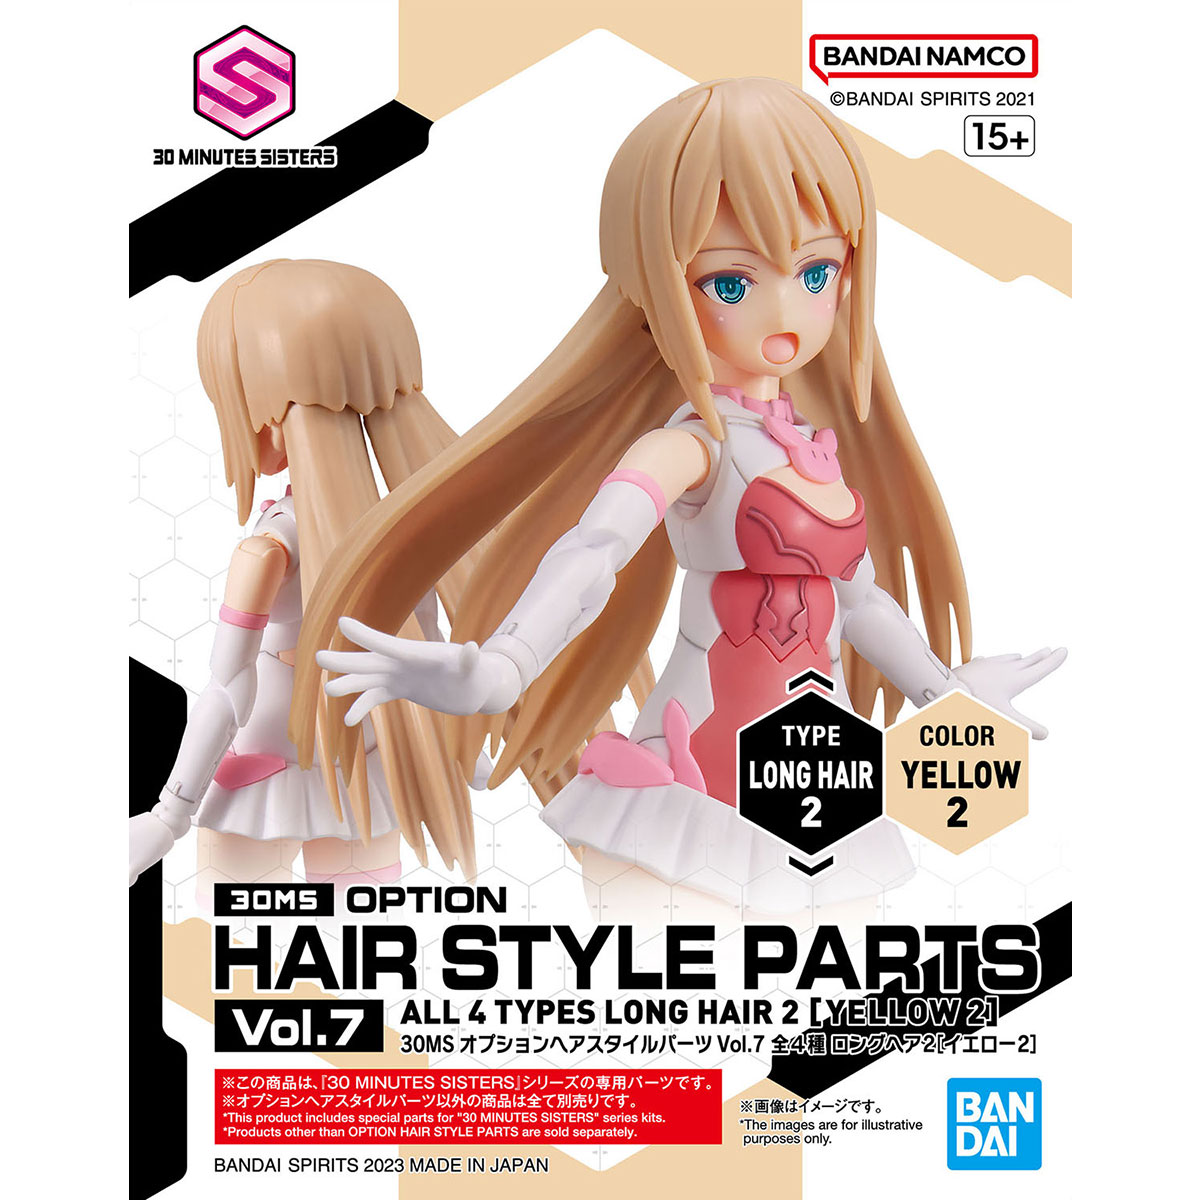 30 MINUTES SISTERS
BANDAI NAMCO
©BANDAI SPIRITS 2021
15+
TYPE
LONG HAIR
2
COLOR
YELLOW
2
30MS OPTION
HAIR STYLE PARTS
Vol.7
ALL 4 TYPES LONG HAIR 2 [YELLOW 2]
30MS オプションヘアスタイルパーツ Vol.7 全4種 ロングヘア2[イエロー2]
※この商品は、『30 MINUTES SISTERS』シリーズの専用パーツです。
※オプションヘアスタイルパーツ以外の商品は全て別売りです。
*This product includes special parts for "30 MINUTES SISTERS" series kits.
*Products other than OPTION HAIR STYLE PARTS are sold separately.
※画像はイメージです。
*The images are for illustrative
purposes only.
BAN
DAI
BANDAI SPIRITS 2023 MADE IN JAPAN